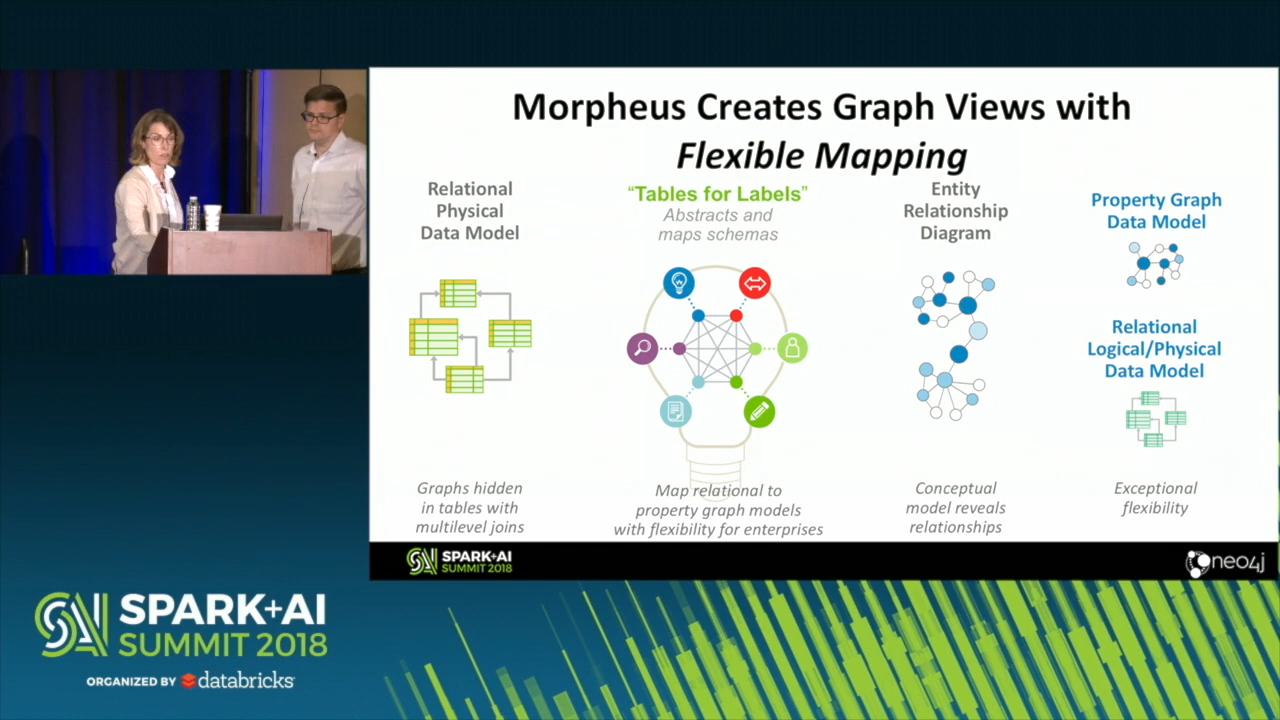 Morpheus Creates Graph Views with
Flexible Mapping
Relational
Physical
Data Model
“Tables for Labels”
Abstracts and
maps schemas
Entity
Relationship
Diagram
Property Graph
Data Model
Relational
Logical/Physical
Data Model
Graphs hidden
in tables with
multilevel joins
Map relational to
property graph models
with flexibility for enterprises
Conceptual
model reveals
relationships
Exceptional
flexibility
SPARK+AI
SUMMIT 2018
neo4j
SPARK+AI
SUMMIT 2018
ORGANIZED BY databricks